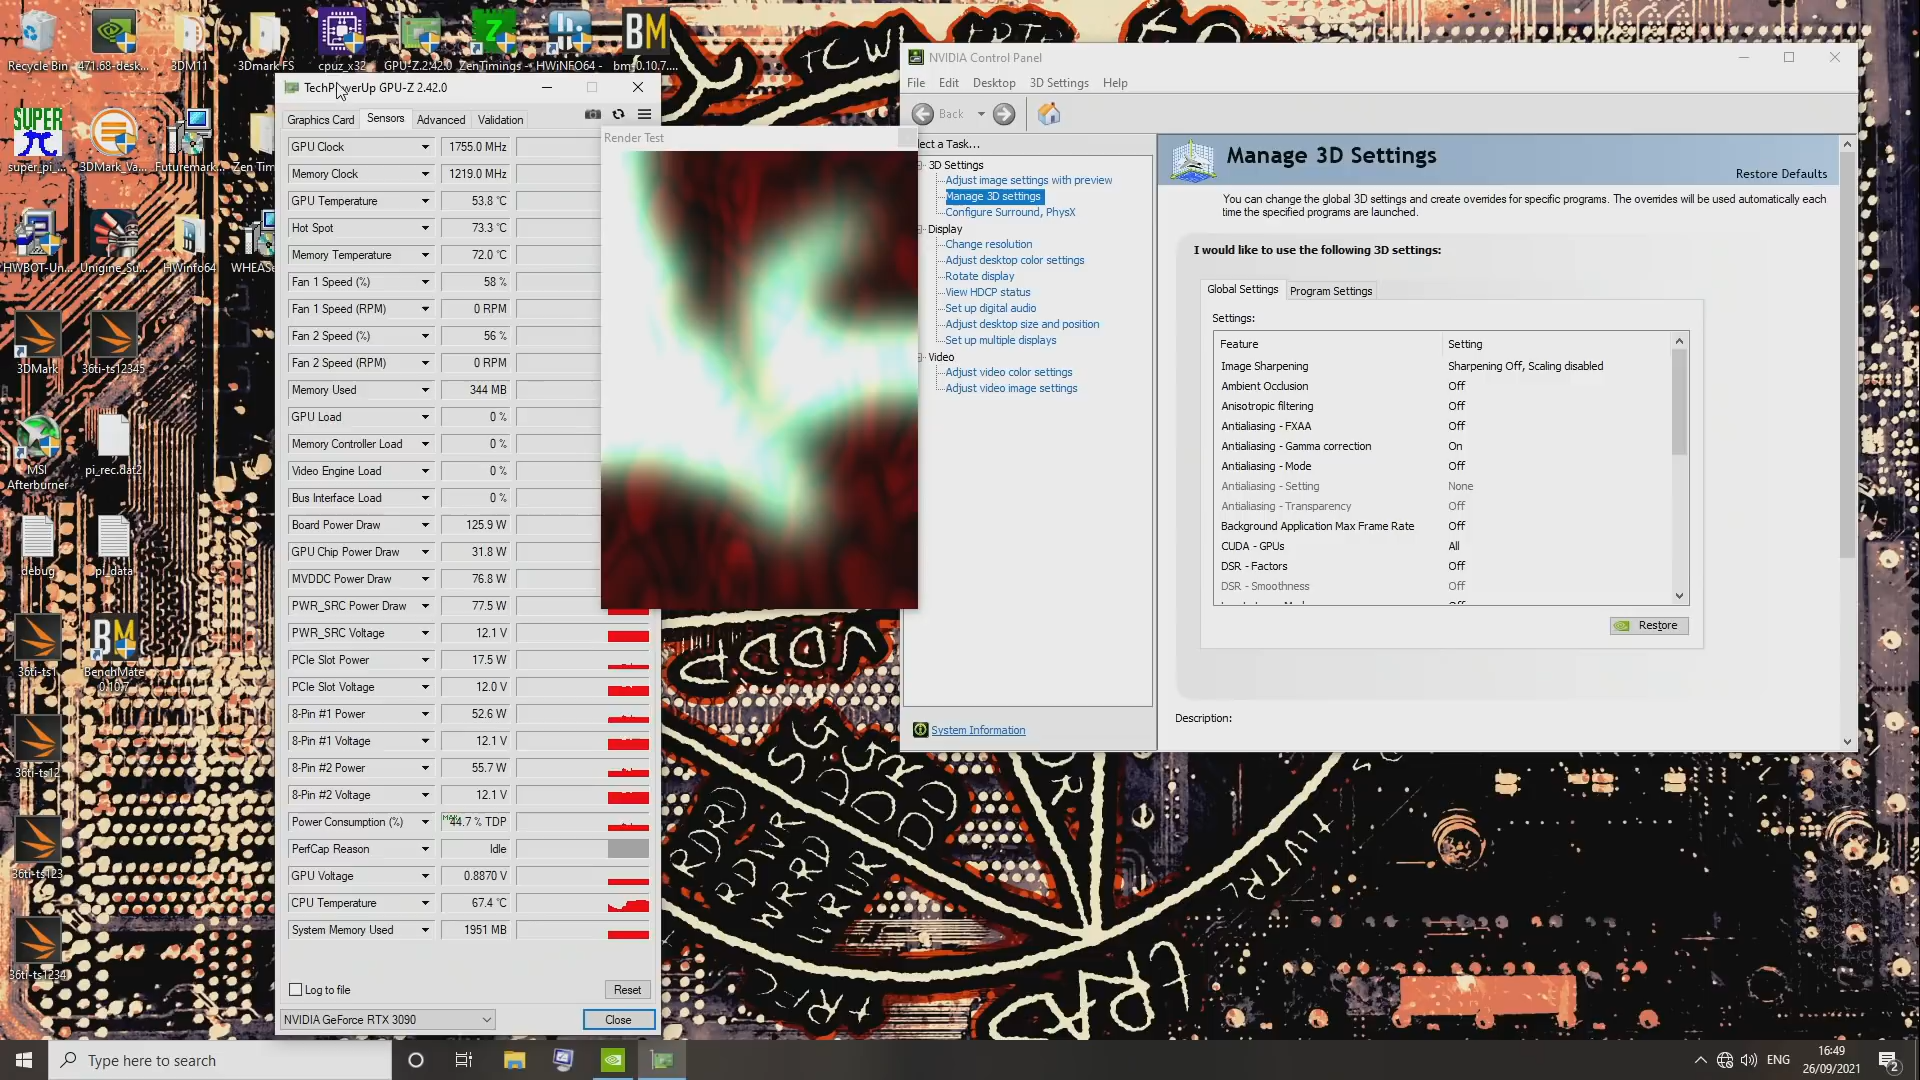 Recycle Bin
471.68-desk...
3DM11
3Dmark FS
cpuz_x32
GPU-Z.2.42.0
ZenTimings -
HWiNFO64 -
bm-0.10.7....
super_pi_...
3DMark_Va...
Futuremark...
Zen Tim
HWBOT-Un...
Unigine_Su...
HWinfo64
WHEASe
3DMark
36ti-ts12345
MSI
Afterburner
pi_rec.dat2
debug
pi_data
36ti-ts1
BenchMate
0.10.7
36ti-ts12
36ti-ts123
36ti-ts1234
SUPER
π
BM
BM
TechPowerUp GPU-Z 2.42.0
Graphics Card
Sensors
Advanced
Validation
GPU Clock 1755.0 MHz
Memory Clock 1219.0 MHz
GPU Temperature 53.8 °C
Hot Spot 73.3 °C
Memory Temperature 72.0 °C
Fan 1 Speed (%) 58 %
Fan 1 Speed (RPM) 0 RPM
Fan 2 Speed (%) 56 %
Fan 2 Speed (RPM) 0 RPM
Memory Used 344 MB
GPU Load 0 %
Memory Controller Load 0 %
Video Engine Load 0 %
Bus Interface Load 0 %
Board Power Draw 125.9 W
GPU Chip Power Draw 31.8 W
MVDDC Power Draw 76.8 W
PWR_SRC Power Draw 77.5 W
PWR_SRC Voltage 12.1 V
PCIe Slot Power 17.5 W
PCIe Slot Voltage 12.0 V
8-Pin #1 Power 52.6 W
8-Pin #1 Voltage 12.1 V
8-Pin #2 Power 55.7 W
8-Pin #2 Voltage 12.1 V
Power Consumption (%) MAX 44.7 % TDP
PerfCap Reason Idle
GPU Voltage 0.8870 V
CPU Temperature 67.4 °C
System Memory Used 1951 MB
Log to file
Reset
NVIDIA GeForce RTX 3090
Close
Render Test
NVIDIA Control Panel
File Edit Desktop 3D Settings Help
Back
lect a Task...
3D Settings
Adjust image settings with preview
Manage 3D settings
Configure Surround, PhysX
Display
Change resolution
Adjust desktop color settings
Rotate display
View HDCP status
Set up digital audio
Adjust desktop size and position
Set up multiple displays
Video
Adjust video color settings
Adjust video image settings
System Information
Manage 3D Settings
Restore Defaults
You can change the global 3D settings and create overrides for specific programs. The overrides will be used automatically each
time the specified programs are launched.
I would like to use the following 3D settings:
Global Settings
Program Settings
Settings:
Feature Setting
Image Sharpening Sharpening Off, Scaling disabled
Ambient Occlusion Off
Anisotropic filtering Off
Antialiasing - FXAA Off
Antialiasing - Gamma correction On
Antialiasing - Mode Off
Antialiasing - Setting None
Antialiasing - Transparency Off
Background Application Max Frame Rate Off
CUDA - GPUs All
DSR - Factors Off
DSR - Smoothness Off
Restore
Description:
TCW
VDDP
SG
RDRD
DD
RDWR
WRRD
WRWR
Type here to search
ENG
16:49
26/09/2021
2